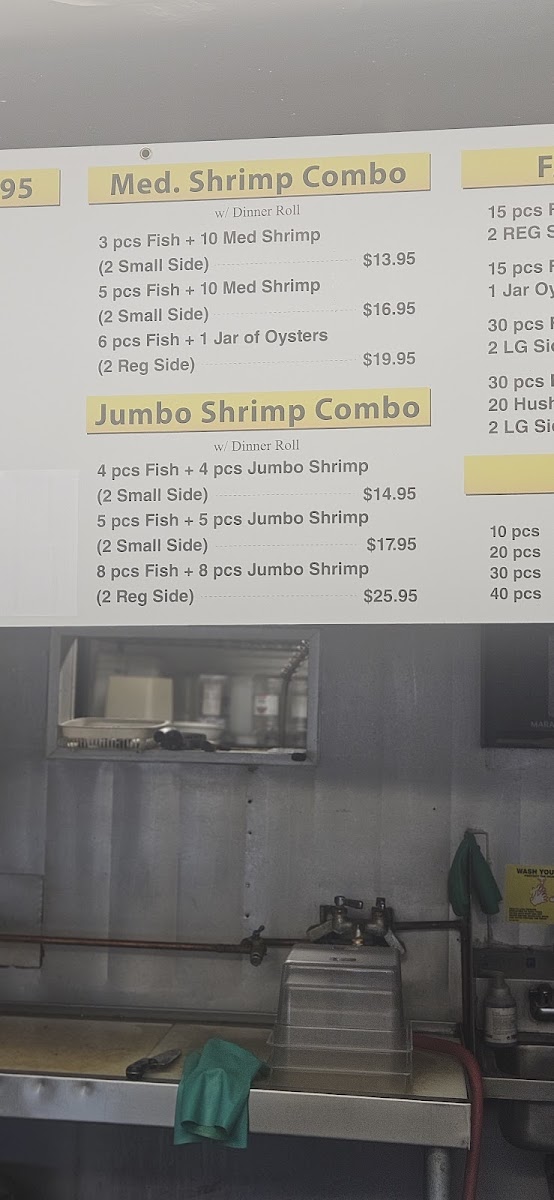 95
Med. Shrimp Combo
w/ Dinner Roll
3 pcs Fish + 10 Med Shrimp
(2 Small Side) $13.95
5 pcs Fish + 10 Med Shrimp
(2 Small Side) $16.95
6 pcs Fish + 1 Jar of Oysters
(2 Reg Side) $19.95
Jumbo Shrimp Combo
w/ Dinner Roll
4 pcs Fish + 4 pcs Jumbo Shrimp
(2 Small Side) $14.95
5 pcs Fish + 5 pcs Jumbo Shrimp
(2 Small Side) $17.95
8 pcs Fish + 8 pcs Jumbo Shrimp
(2 Reg Side) $25.95
F
15 pcs F
2 REG S
15 pcs F
1 Jar Oy
30 pcs F
2 LG Sid
30 pcs
20 Hush
2 LG Sid
10 pcs
20 pcs
30 pcs
40 pcs
WASH YOU